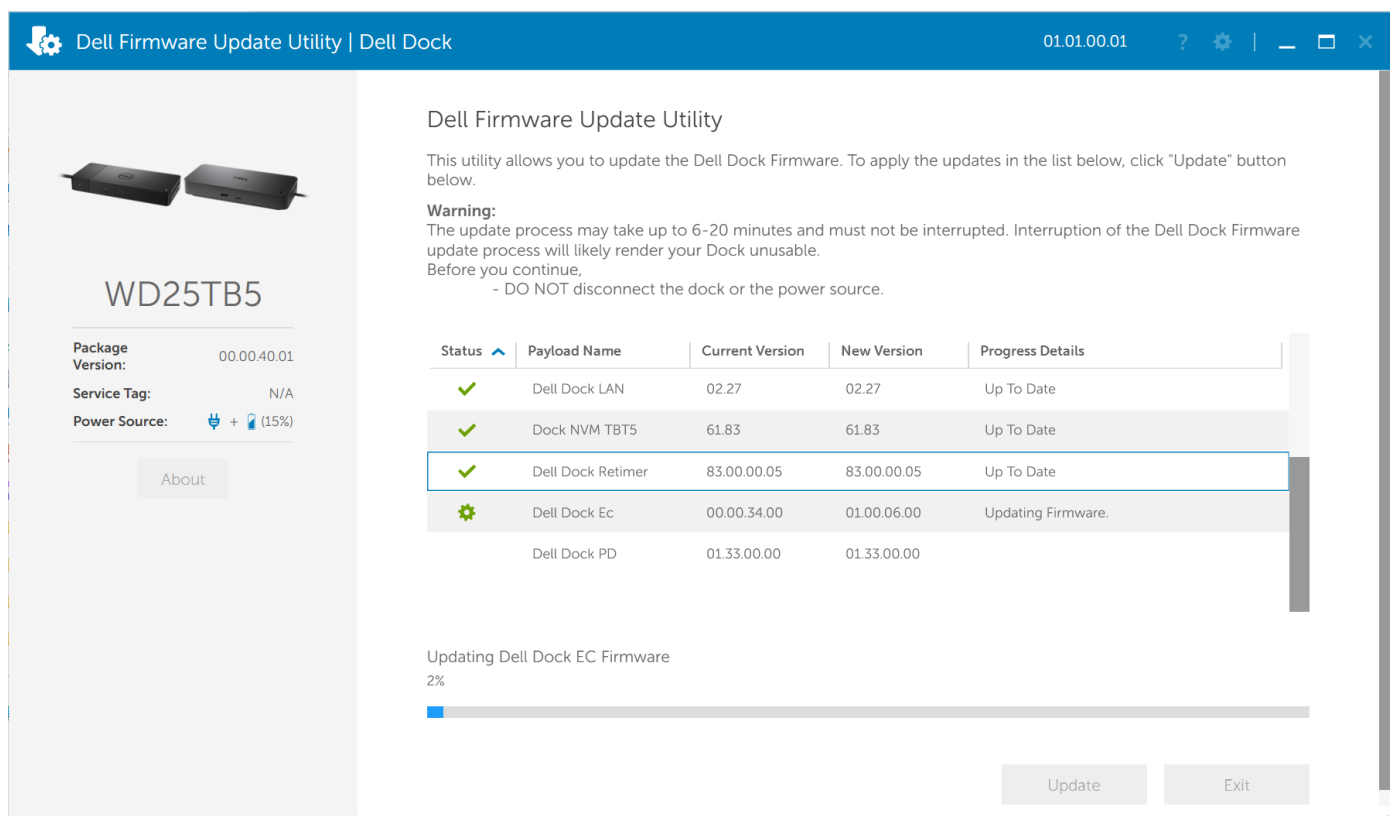 Dell Firmware Update Utility | Dell Dock
01.01.00.01
?
WD25TB5
Package Version: 00.00.40.01
Service Tag: N/A
Power Source: + (15%)
About
Dell Firmware Update Utility
This utility allows you to update the Dell Dock Firmware. To apply the updates in the list below, click "Update" button
below.
Warning:
The update process may take up to 6-20 minutes and must not be interrupted. Interruption of the Dell Dock Firmware
update process will likely render your Dock unusable.
Before you continue,
- DO NOT disconnect the dock or the power source.
Status Payload Name Current Version New Version Progress Details
Dell Dock LAN 02.27 02.27 Up To Date
Dock NVM TBT5 61.83 61.83 Up To Date
Dell Dock Retimer 83.00.00.05 83.00.00.05 Up To Date
Dell Dock Ec 00.00.34.00 01.00.06.00 Updating Firmware.
Dell Dock PD 01.33.00.00 01.33.00.00
Updating Dell Dock EC Firmware
2%
Update
Exit